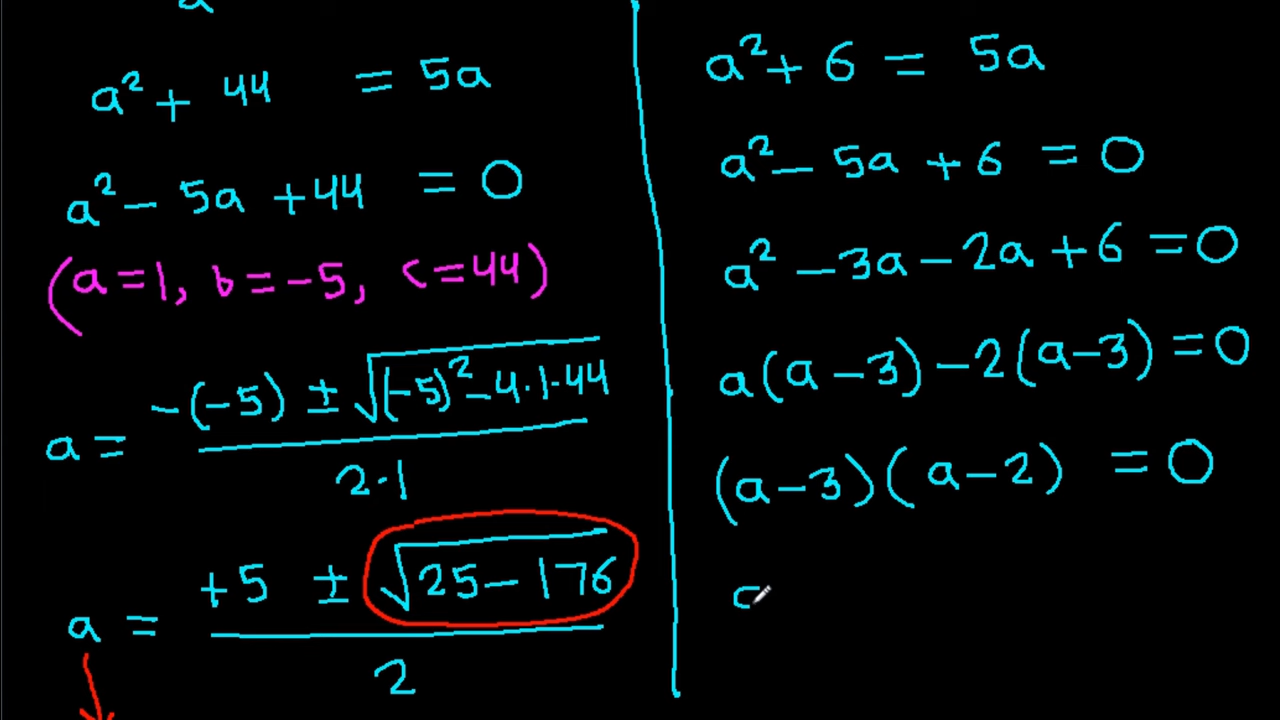 a² + 44 = 5a
a² - 5a + 44 = 0
(a=1, b=-5, c=44)
a = -(-5) ± √(-5)² - 4·1·44 / 2·1
a = +5 ± √25 - 176 / 2
a² + 6 = 5a
a² - 5a + 6 = 0
a² - 3a - 2a + 6 = 0
a(a-3) - 2(a-3) = 0
(a-3)(a-2) = 0